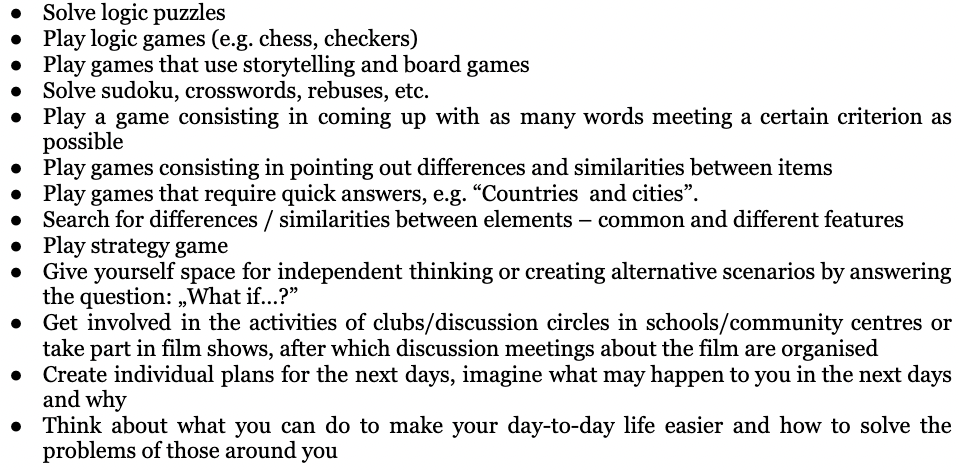 ● Solve logic puzzles
● Play logic games (e.g. chess, checkers)
● Play games that use storytelling and board games
● Solve sudoku, crosswords, rebuses, etc.
● Play a game consisting in coming up with as many words meeting a certain criterion as
possible
● Play games consisting in pointing out differences and similarities between items
● Play games that require quick answers, e.g. “Countries  and cities”.
● Search for differences / similarities between elements – common and different features
● Play strategy game
● Give yourself space for independent thinking or creating alternative scenarios by answering
the question: „What if...?”
● Get involved in the activities of clubs/discussion circles in schools/community centres or
take part in film shows, after which discussion meetings about the film are organised
● Create individual plans for the next days, imagine what may happen to you in the next days
and why
● Think about what you can do to make your day-to-day life easier and how to solve the
problems of those around you